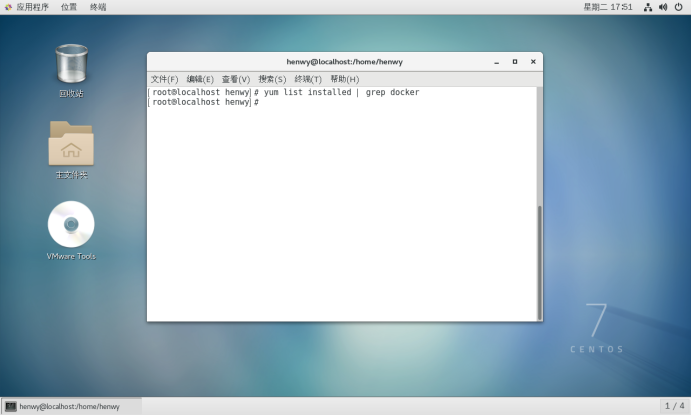 应用程序 位置 终端 星期二 17:51
回收站
主文件夹
VMware Tools
henwy@localhost:/home/henwy
文件(F) 编辑(E) 查看(V) 搜索(S) 终端(T) 帮助(H)
[root@localhost henwy]# yum list installed | grep docker
[root@localhost henwy]#
7
CENTOS
henwy@localhost:/home/henwy
1 / 4